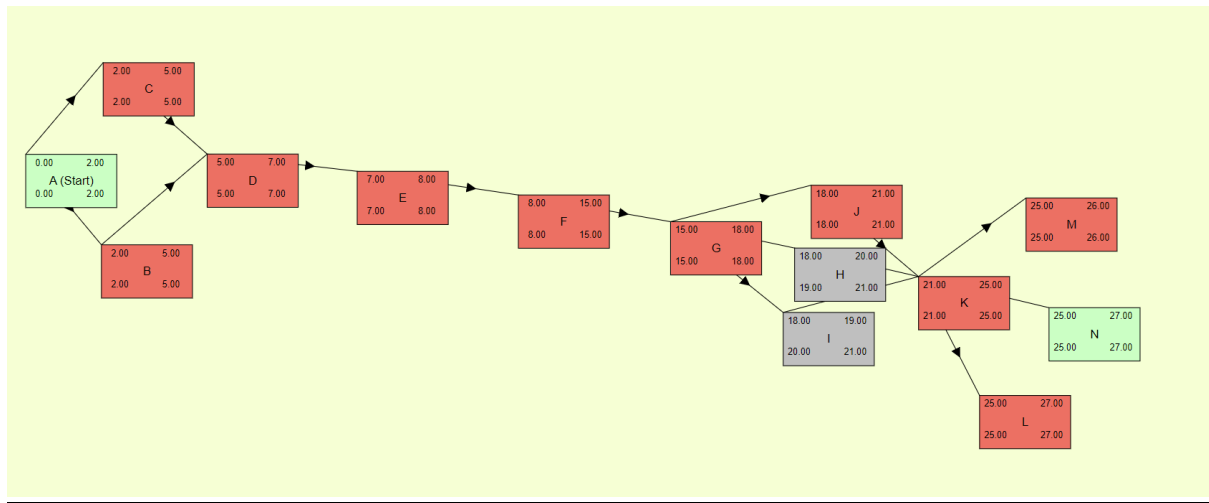 2.00 5.00
C
2.00 5.00
0.00 2.00
A (Start)
0.00 2.00
2.00 5.00
B
2.00 5.00
5.00 7.00
D
5.00 7.00
7.00 8.00
E
7.00 8.00
8.00 15.00
F
8.00 15.00
15.00 18.00
G
15.00 18.00
18.00 21.00
J
18.00 21.00
18.00 20.00
H
19.00 21.00
18.00 19.00
I
20.00 21.00
21.00 25.00
K
21.00 25.00
25.00 26.00
M
25.00 26.00
25.00 27.00
N
25.00 27.00
25.00 27.00
L
25.00 27.00